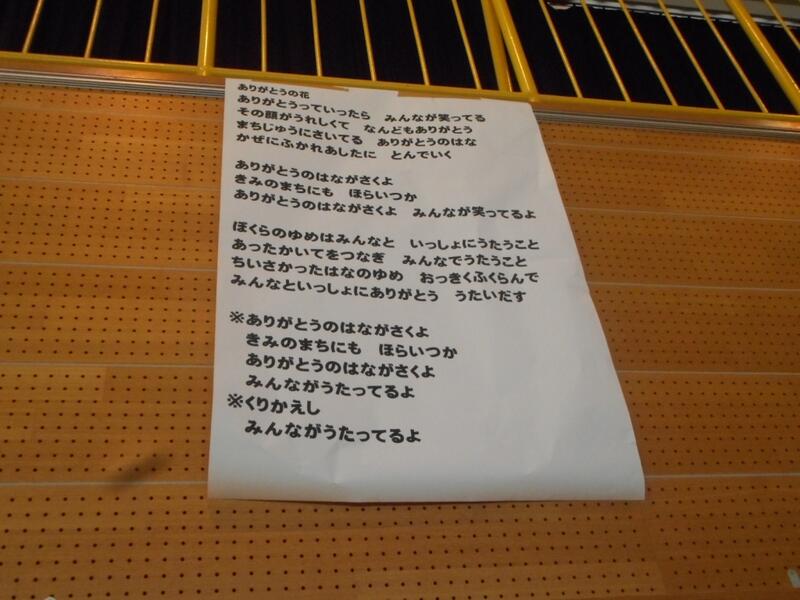 ありがとうの花
ありがとうっていったら　みんなが笑ってる
その顔がうれしくて　なんどもありがとう
まちじゅうにさいてる　ありがとうのはな
かぜにふかれあしたに　とんでいく
ありがとうのはながさくよ
きみのまちにも　ほらいつか
ありがとうのはながさくよ　みんなが笑ってるよ
ぼくらのゆめはみんなと　いっしょにうたうこと
あったかいてをつなぎ　みんなでうたうこと
ちいさかったはなのゆめ　おっきくふくらんで
みんなといっしょにありがとう　うたいだす
※ありがとうのはながさくよ
きみのまちにも　ほらいつか
ありがとうのはながさくよ
みんながうたってるよ
※くりかえし
みんながうたってるよ